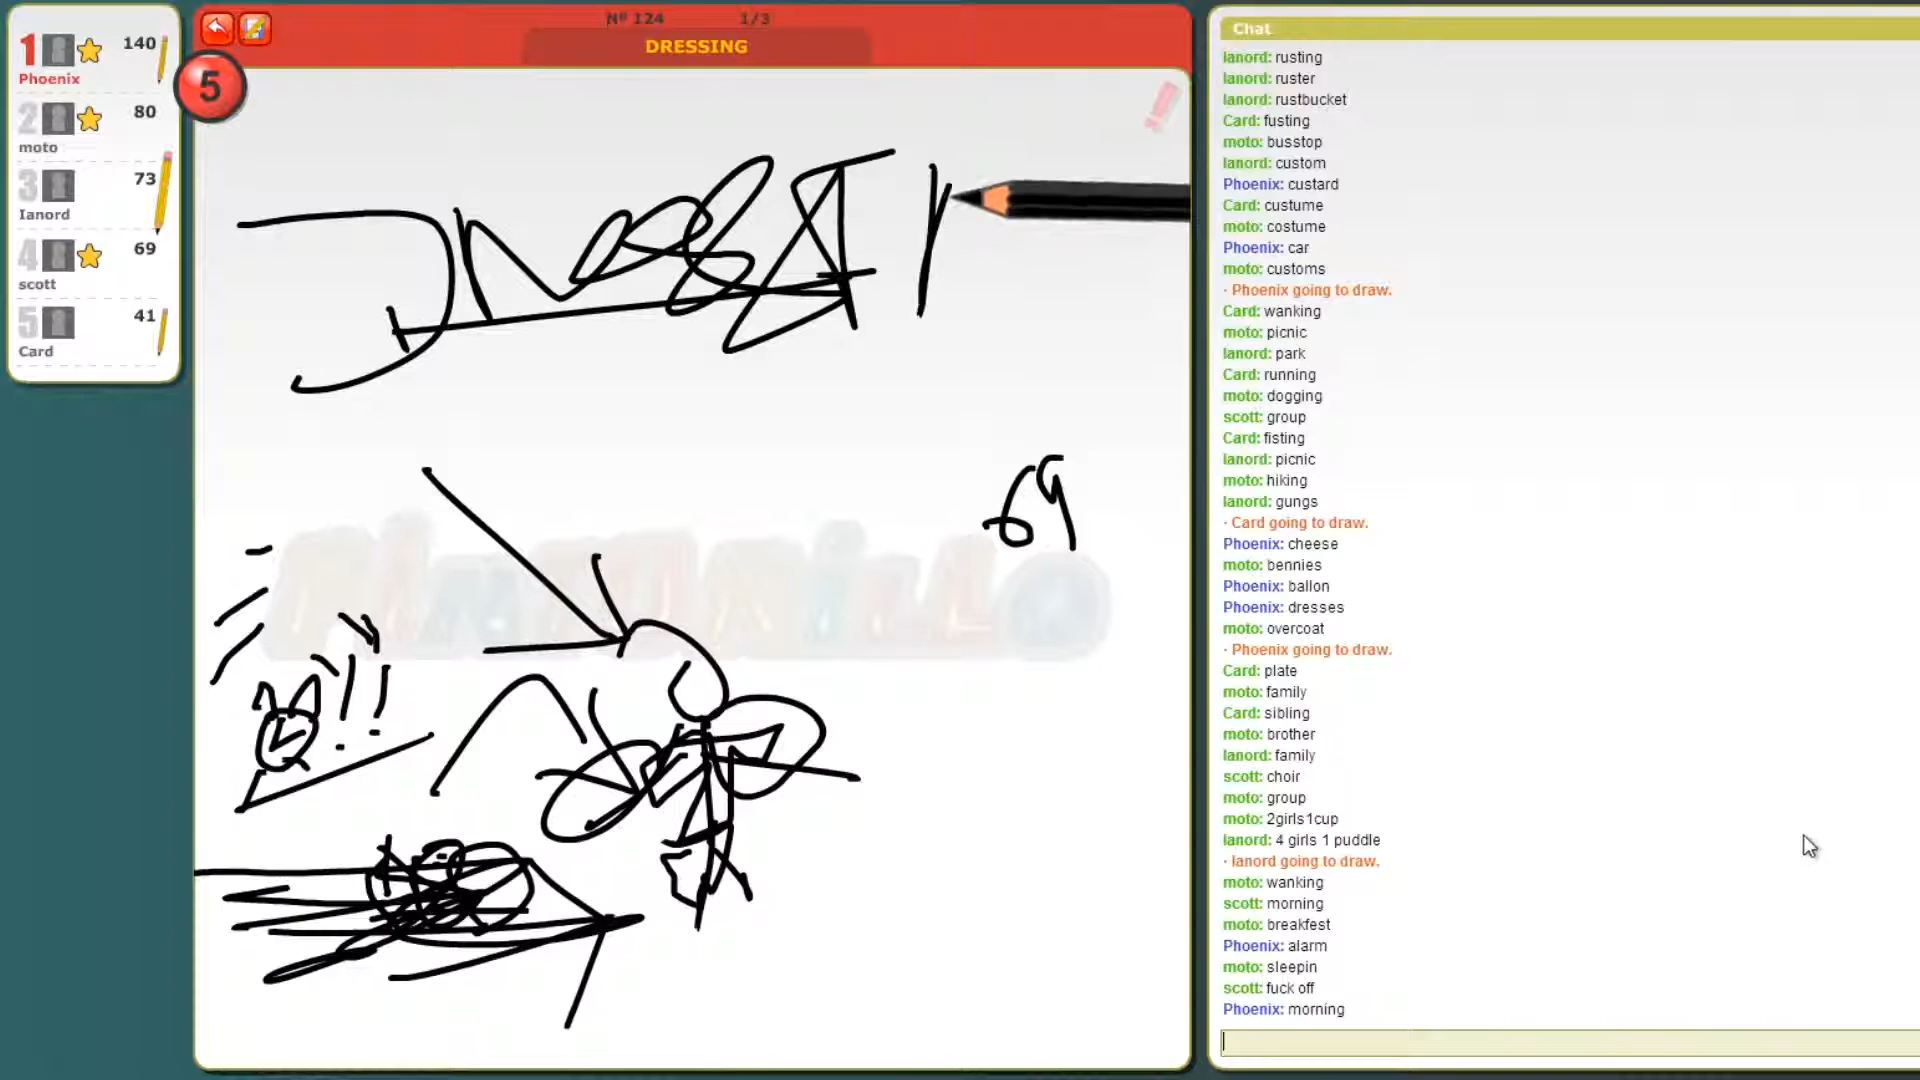 Nº 124 1/3
DRESSING
5
1 140
Phoenix
2 80
moto
3 73
Ianord
4 69
scott
5 41
Card
69
Chat
Ianord: rusting
Ianord: ruster
Ianord: rustbucket
Card: fusting
moto: busstop
Ianord: custom
Phoenix: custard
Card: custume
moto: costume
Phoenix: car
moto: customs
· Phoenix going to draw.
Card: wanking
moto: picnic
Ianord: park
Card: running
moto: dogging
scott: group
Card: fisting
Ianord: picnic
moto: hiking
Ianord: gungs
· Card going to draw.
Phoenix: cheese
moto: bennies
Phoenix: ballon
Phoenix: dresses
moto: overcoat
· Phoenix going to draw.
Card: plate
moto: family
Card: sibling
moto: brother
Ianord: family
scott: choir
moto: group
moto: 2girls1cup
Ianord: 4 girls 1 puddle
· Ianord going to draw.
moto: wanking
scott: morning
moto: breakfest
Phoenix: alarm
moto: sleepin
scott: fuck off
Phoenix: morning